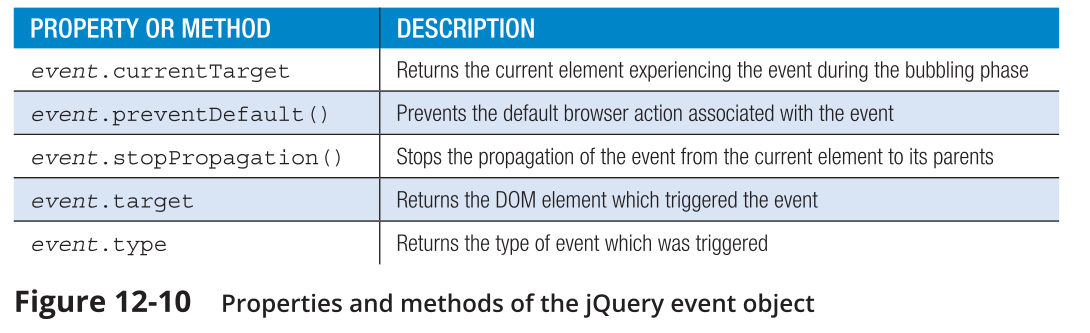 PROPERTY OR METHOD DESCRIPTION
event.currentTarget Returns the current element experiencing the event during the bubbling phase
event.preventDefault() Prevents the default browser action associated with the event
event.stopPropagation() Stops the propagation of the event from the current element to its parents
event.target Returns the DOM element which triggered the event
event.type Returns the type of event which was triggered
Figure 12-10 Properties and methods of the jQuery event object